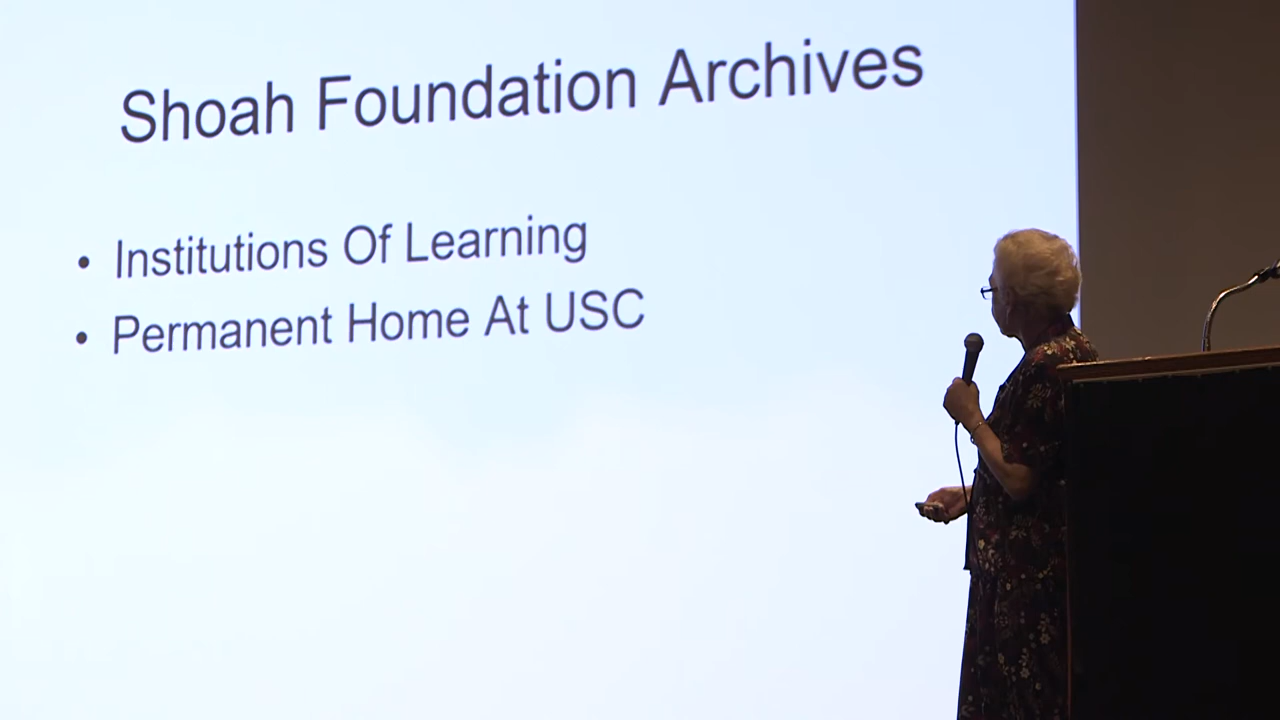 Shoah Foundation Archives
• Institutions Of Learning
• Permanent Home At USC